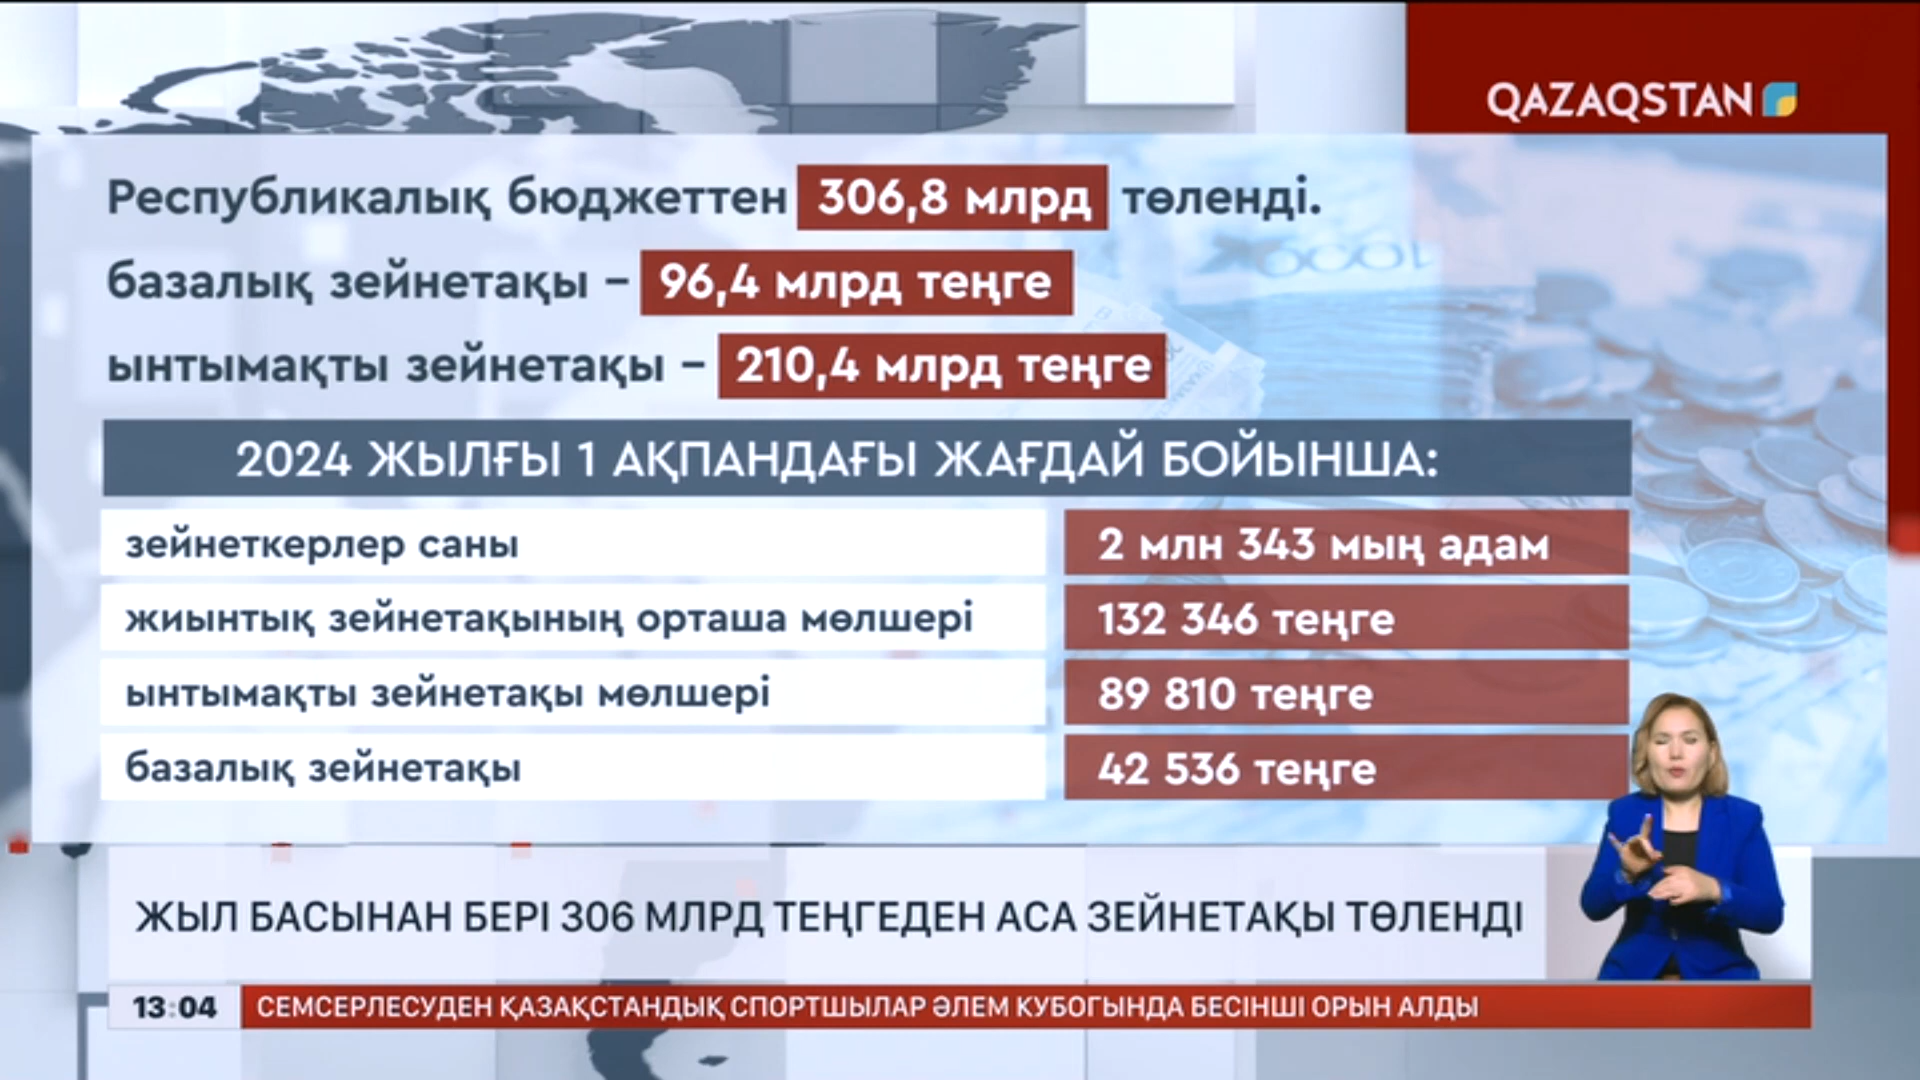 QAZAQSTAN
Республикалық бюджеттен 306,8 млрд төленді.
базалық зейнетақы – 96,4 млрд теңге
ынтымақты зейнетақы – 210,4 млрд теңге
2024 ЖЫЛҒЫ 1 АҚПАНДАҒЫ ЖАҒДАЙ БОЙЫНША:
зейнеткерлер саны 2 млн 343 мың адам
жиынтық зейнетақының орташа мөлшері 132 346 теңге
ынтымақты зейнетақы мөлшері 89 810 теңге
базалық зейнетақы 42 536 теңге
ЖЫЛ БАСЫНАН БЕРІ 306 МЛРД ТЕҢГЕДЕН АСА ЗЕЙНЕТАҚЫ ТӨЛЕНДІ
13:04 СЕМСЕРЛЕСУДЕН ҚАЗАҚСТАНДЫҚ СПОРТШЫЛАР ӘЛЕМ КУБОГЫНДА БЕСІНШІ ОРЫН АЛДЫ